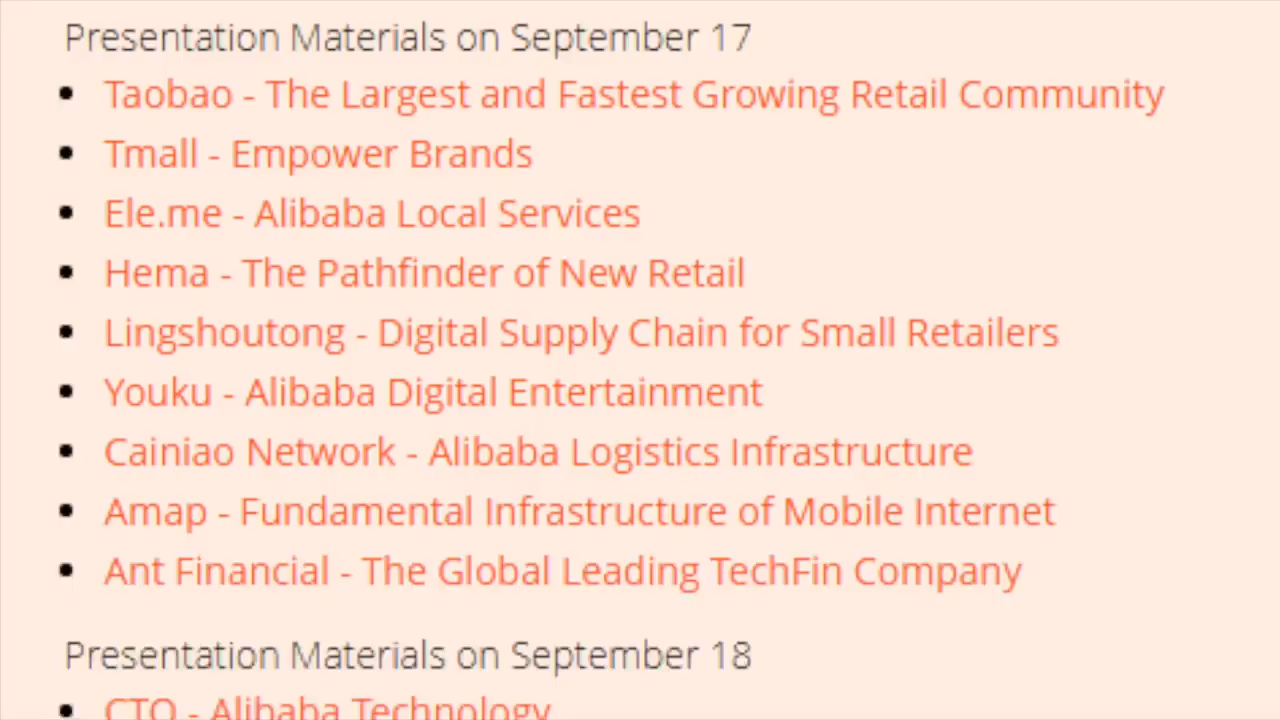 Presentation Materials on September 17
Taobao - The Largest and Fastest Growing Retail Community
Tmall - Empower Brands
Ele.me - Alibaba Local Services
Hema - The Pathfinder of New Retail
Lingshoutong - Digital Supply Chain for Small Retailers
Youku - Alibaba Digital Entertainment
Cainiao Network - Alibaba Logistics Infrastructure
Amap - Fundamental Infrastructure of Mobile Internet
Ant Financial - The Global Leading TechFin Company
Presentation Materials on September 18
CTO - Alibaba Technology